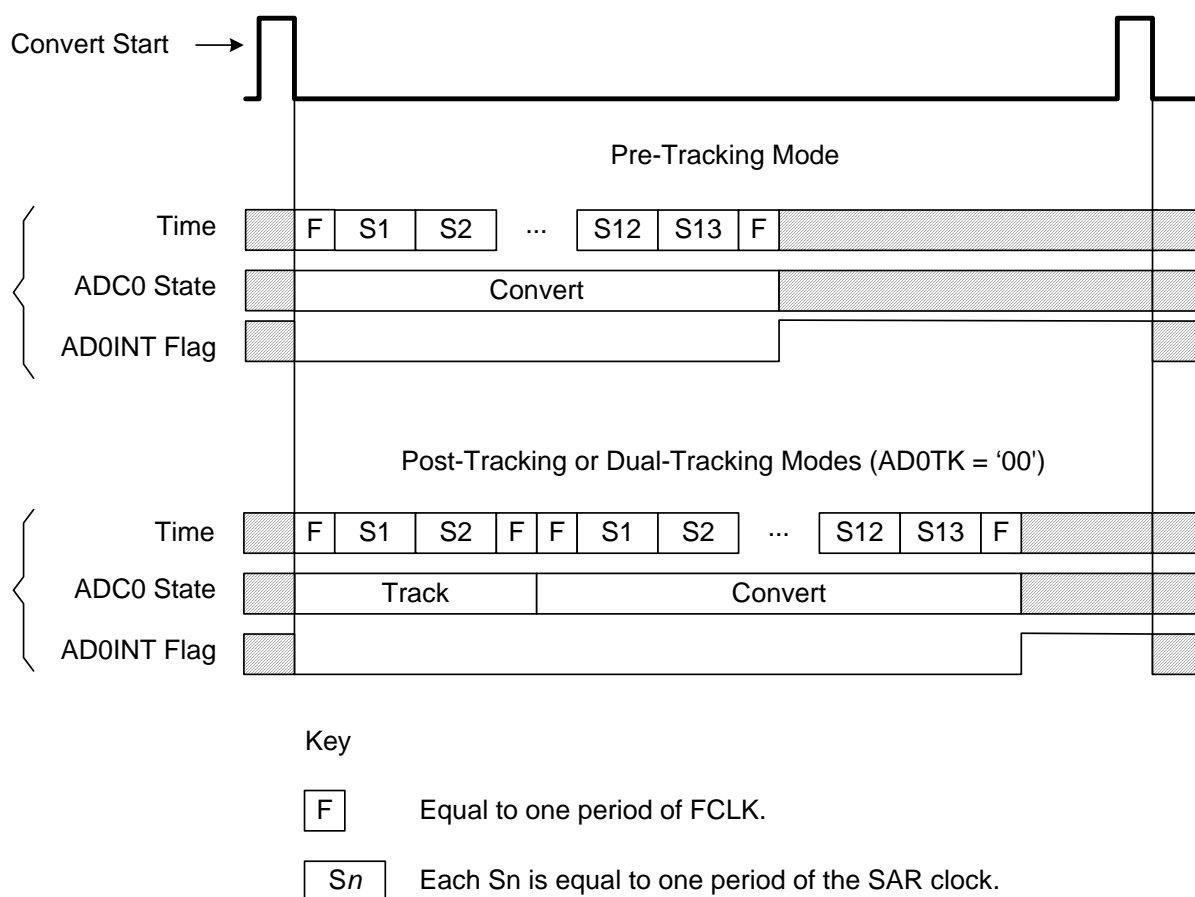 Convert Start
Pre-Tracking Mode
Time F S1 S2 ... S12 S13 F
ADC0 State Convert
AD0INT Flag
Post-Tracking or Dual-Tracking Modes (AD0TK = ‘00')
Time F S1 S2 F F S1 S2 ... S12 S13 F
ADC0 State Track Convert
AD0INT Flag
Key
F Equal to one period of FCLK.
Sn Each Sn is equal to one period of the SAR clock.